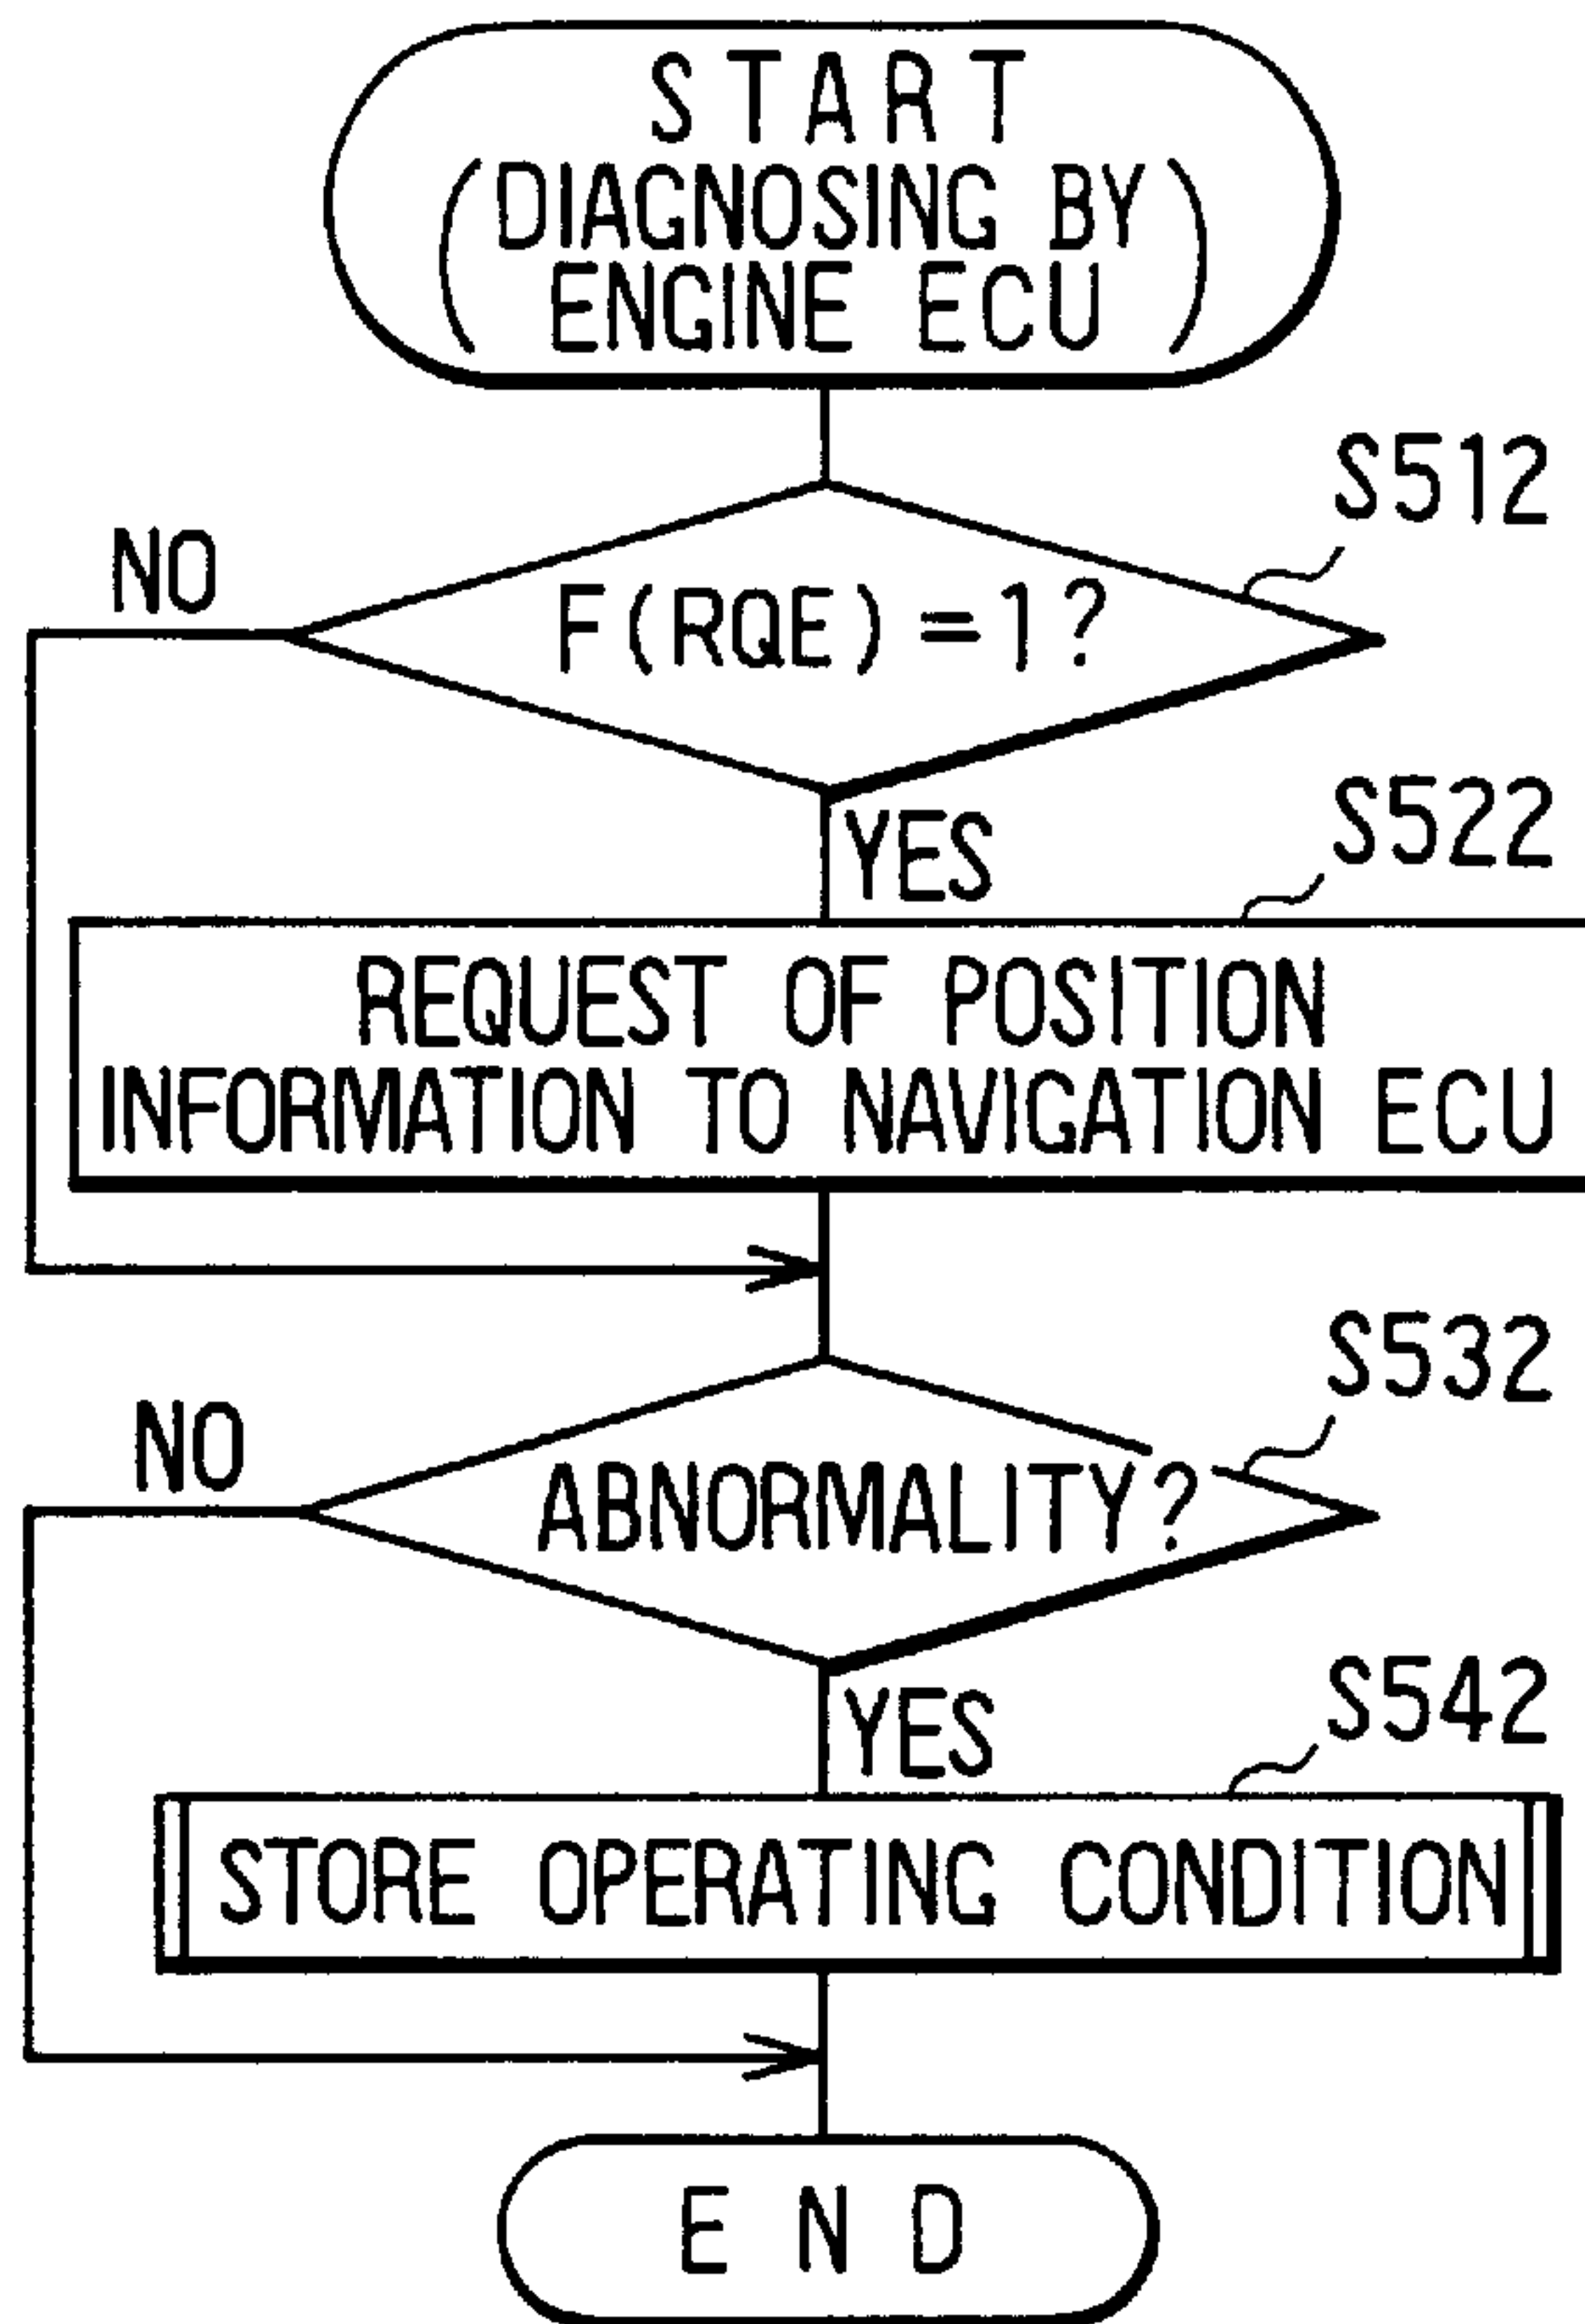 START
(DIAGNOSING BY
ENGINE ECU)
S512
NO
F(RQE)=1?
YES
S522
REQUEST OF POSITION
INFORMATION TO NAVIGATION ECU
S532
NO
ABNORMALITY?
YES
S542
STORE OPERATING CONDITION
END